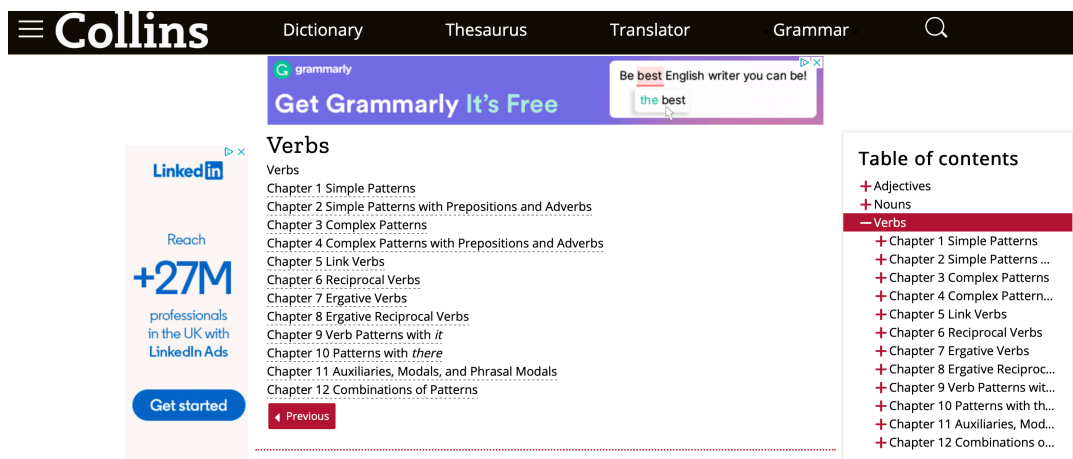 Collins Dictionary Thesaurus Translator Grammar
grammarly
Get Grammarly It's Free
Be best English writer you can be!
the best
Linked in
Reach
+27M
professionals
in the UK with
LinkedIn Ads
Get started
Verbs
Verbs
Chapter 1 Simple Patterns
Chapter 2 Simple Patterns with Prepositions and Adverbs
Chapter 3 Complex Patterns
Chapter 4 Complex Patterns with Prepositions and Adverbs
Chapter 5 Link Verbs
Chapter 6 Reciprocal Verbs
Chapter 7 Ergative Verbs
Chapter 8 Ergative Reciprocal Verbs
Chapter 9 Verb Patterns with it
Chapter 10 Patterns with there
Chapter 11 Auxiliaries, Modals, and Phrasal Modals
Chapter 12 Combinations of Patterns
Previous
Table of contents
Adjectives
Nouns
Verbs
Chapter 1 Simple Patterns
Chapter 2 Simple Patterns ...
Chapter 3 Complex Patterns
Chapter 4 Complex Pattern...
Chapter 5 Link Verbs
Chapter 6 Reciprocal Verbs
Chapter 7 Ergative Verbs
Chapter 8 Ergative Reciproc...
Chapter 9 Verb Patterns wit...
Chapter 10 Patterns with th...
Chapter 11 Auxiliaries, Mod...
Chapter 12 Combinations o...